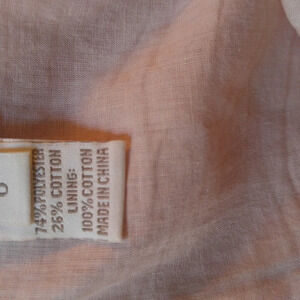 74% POLYESTER
26% COTTON
LINING:
100% COTTON
MADE IN CHINA